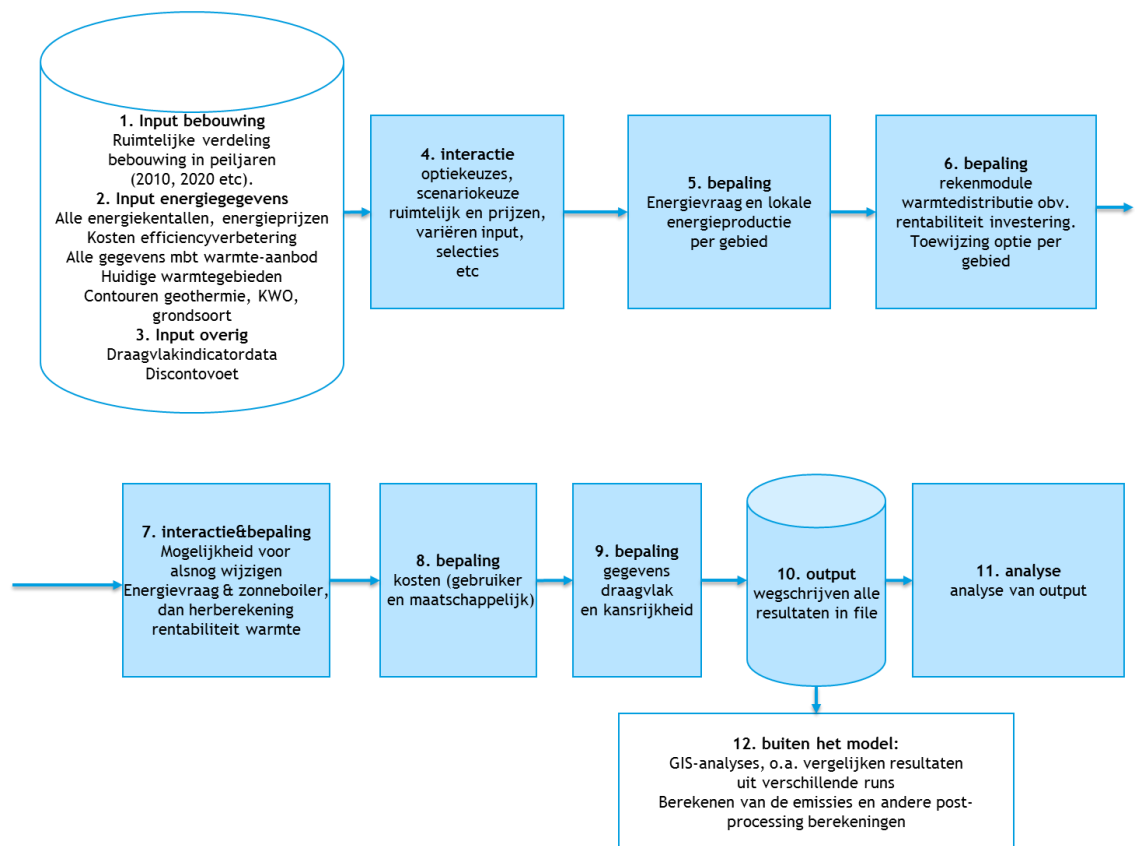 1. Input bebouwing
Ruimtelijke verdeling
bebouwing in peiljaren
(2010, 2020 etc).
2. Input energiegegevens
Alle energiekentallen, energieprijzen
Kosten efficiencyverbetering
Alle gegevens mbt warmte-aanbod
Huidige warmtegebieden
Contouren geothermie, KWO,
grondsoort
3. Input overig
Draagvlakindicatordata
Discontovoet
4. interactie
optiekeuzes,
scenariokeuze
ruimtelijk en prijzen,
variëren input,
selecties
etc
5. bepaling
Energievraag en lokale
energieproductie
per gebied
6. bepaling
rekenmodule
warmtedistributie obv.
rentabiliteit investering.
Toewijzing optie per
gebied
7. interactie&bepaling
Mogelijkheid voor
alsnog wijzigen
Energievraag & zonneboiler,
dan herberekening
rentabiliteit warmte
8. bepaling
kosten (gebruiker
en maatschappelijk)
9. bepaling
gegevens
draagvlak
en kansrijkheid
10. output
wegschrijven alle
resultaten in file
11. analyse
analyse van output
12. buiten het model:
GIS-analyses, o.a. vergelijken resultaten
uit verschillende runs
Berekenen van de emissies en andere post-
processing berekeningen